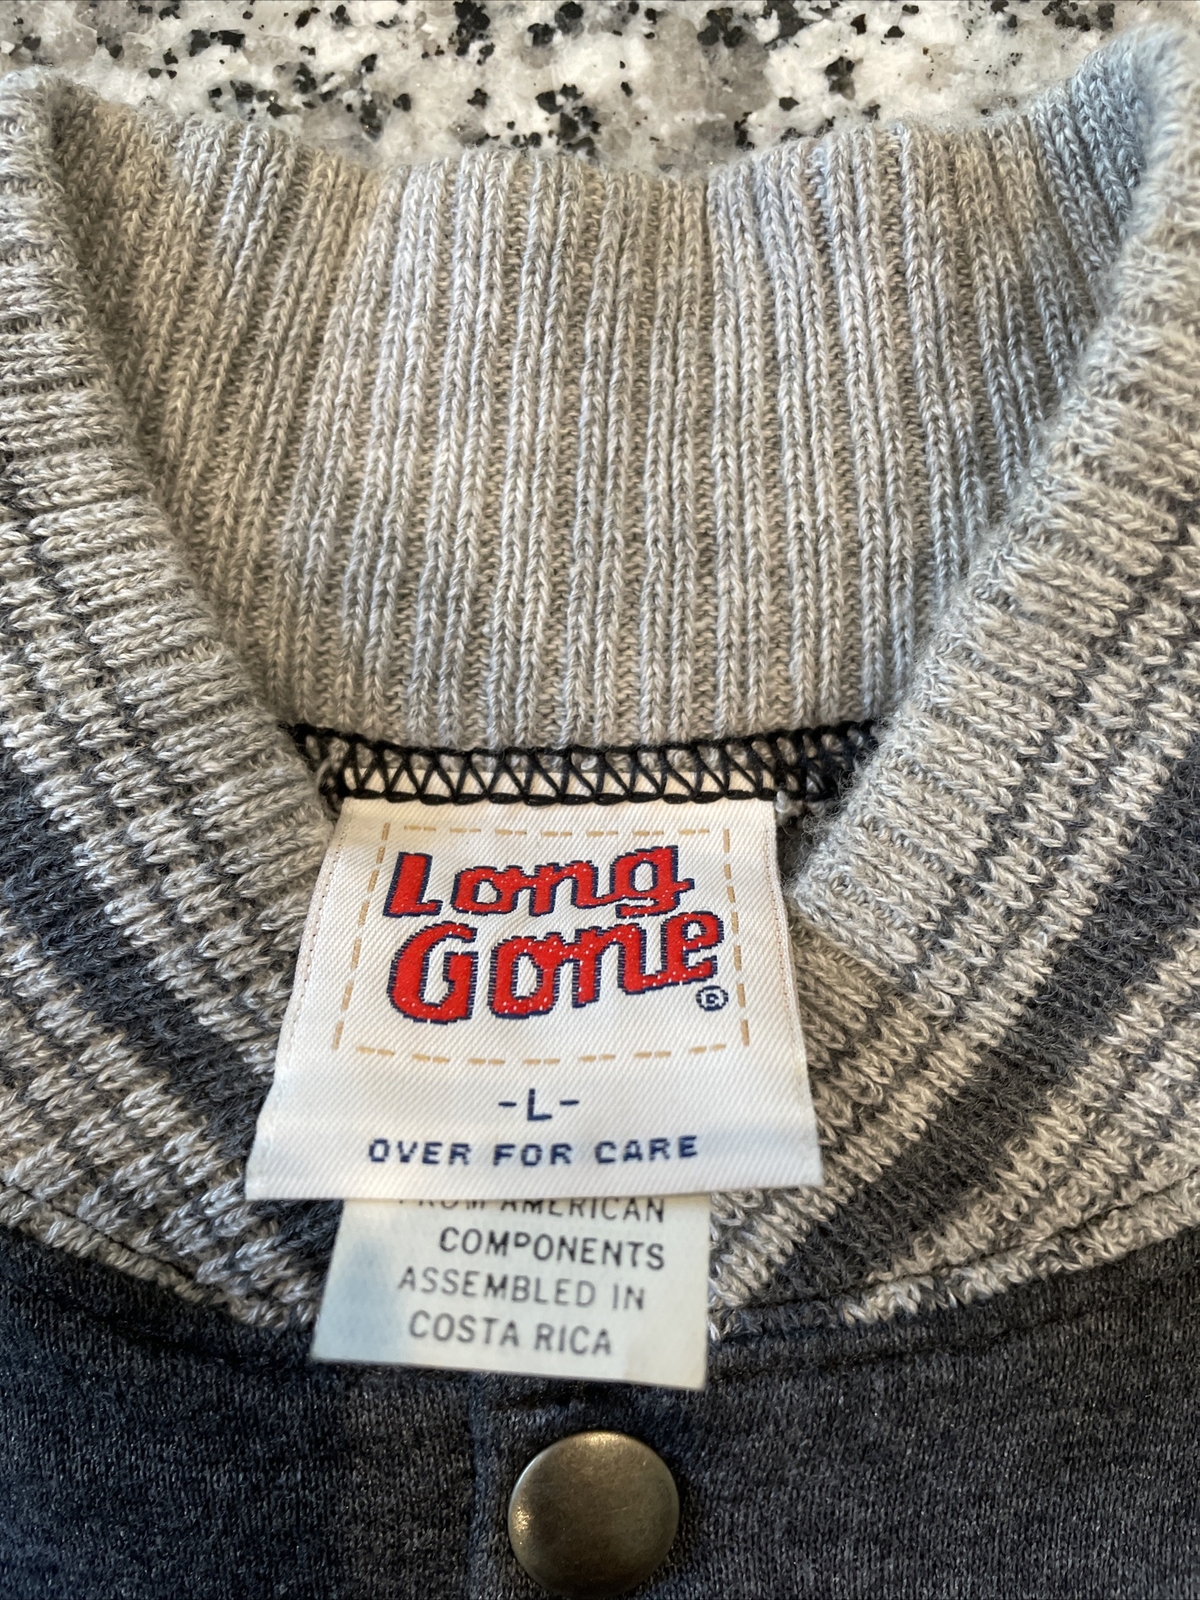 Long
Gone
®
-L-
OVER FOR CARE
FROM AMERICAN
COMPONENTS
ASSEMBLED IN
COSTA RICA